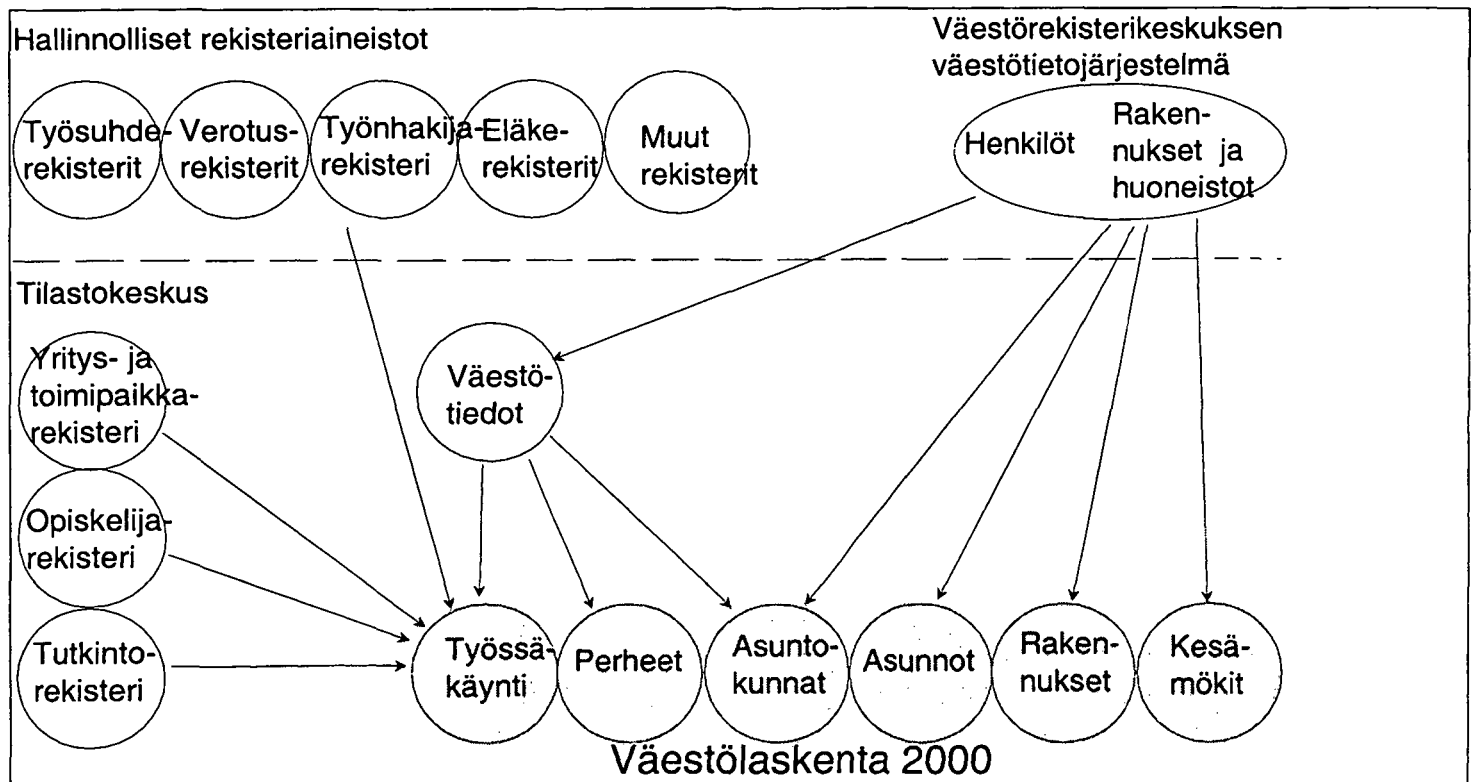 Hallinnolliset rekisteriaineistot
Työsuhde-
rekisterit
Verotus-
rekisterit
Työnhakija-
rekisteri
Eläke-
rekisterit
Muut
rekisterit
Väestörekisterikeskuksen
väestötietojärjestelmä
Henkilöt
Raken-
nukset ja
huoneistot
Tilastokeskus
Yritys- ja
toimipaikka-
rekisteri
Opiskelija-
rekisteri
Tutkinto-
rekisteri
Väestö-
tiedot
Työssä-
käynti
Perheet
Asunto-
kunnat
Asunnot
Raken-
nukset
Kesä-
mökit
Väestölaskenta 2000